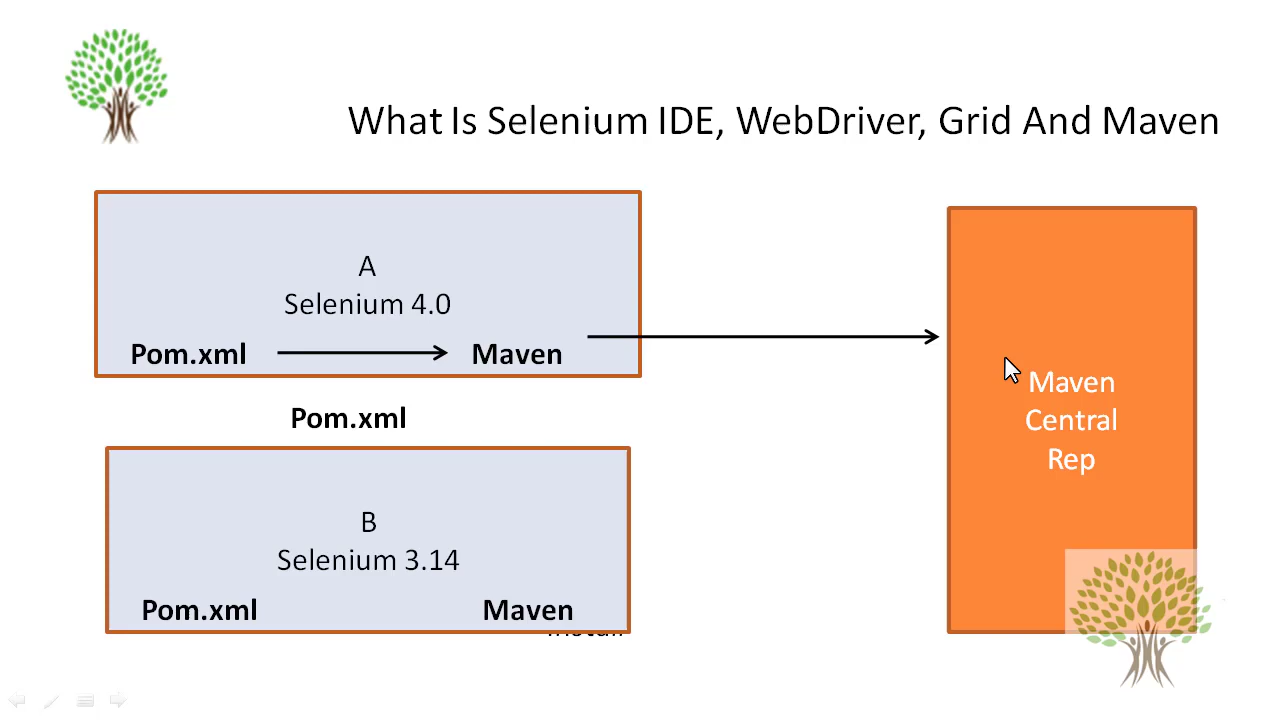 What Is Selenium IDE, WebDriver, Grid And Maven
A
Selenium 4.0
Pom.xml
Maven
Pom.xml
B
Selenium 3.14
Pom.xml
Maven
Maven
Central
Rep